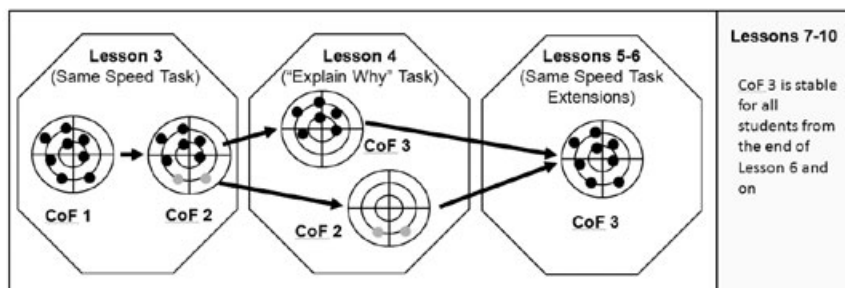 Lesson 3
(Same Speed Task)
CoF 1
CoF 2
Lesson 4
("Explain Why" Task)
CoF 3
CoF 2
Lessons 5-6
(Same Speed Task
Extensions)
CoF 3
Lessons 7-10
CoF 3 is stable
for all
students from
the end of
Lesson 6 and
on